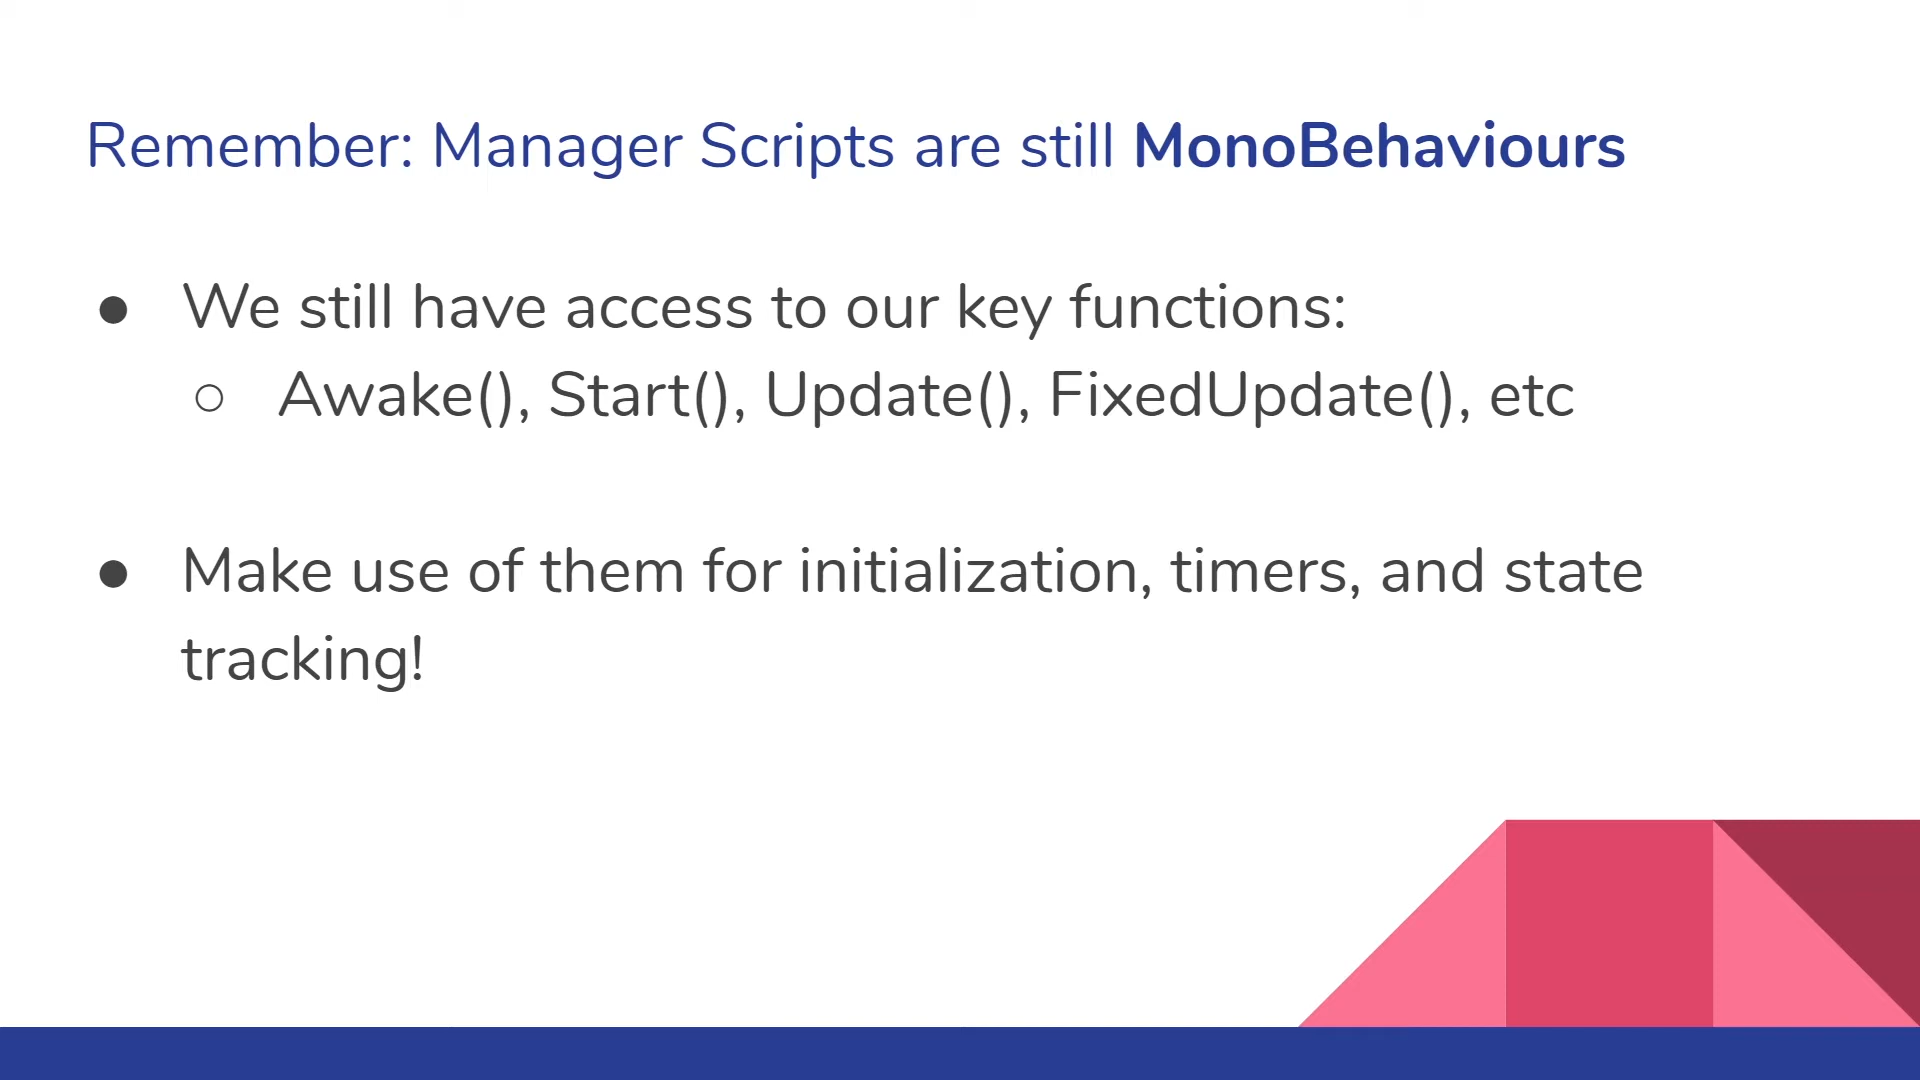 Remember: Manager Scripts are still MonoBehaviours
● We still have access to our key functions:
○ Awake(), Start(), Update(), FixedUpdate(), etc
● Make use of them for initialization, timers, and state
tracking!